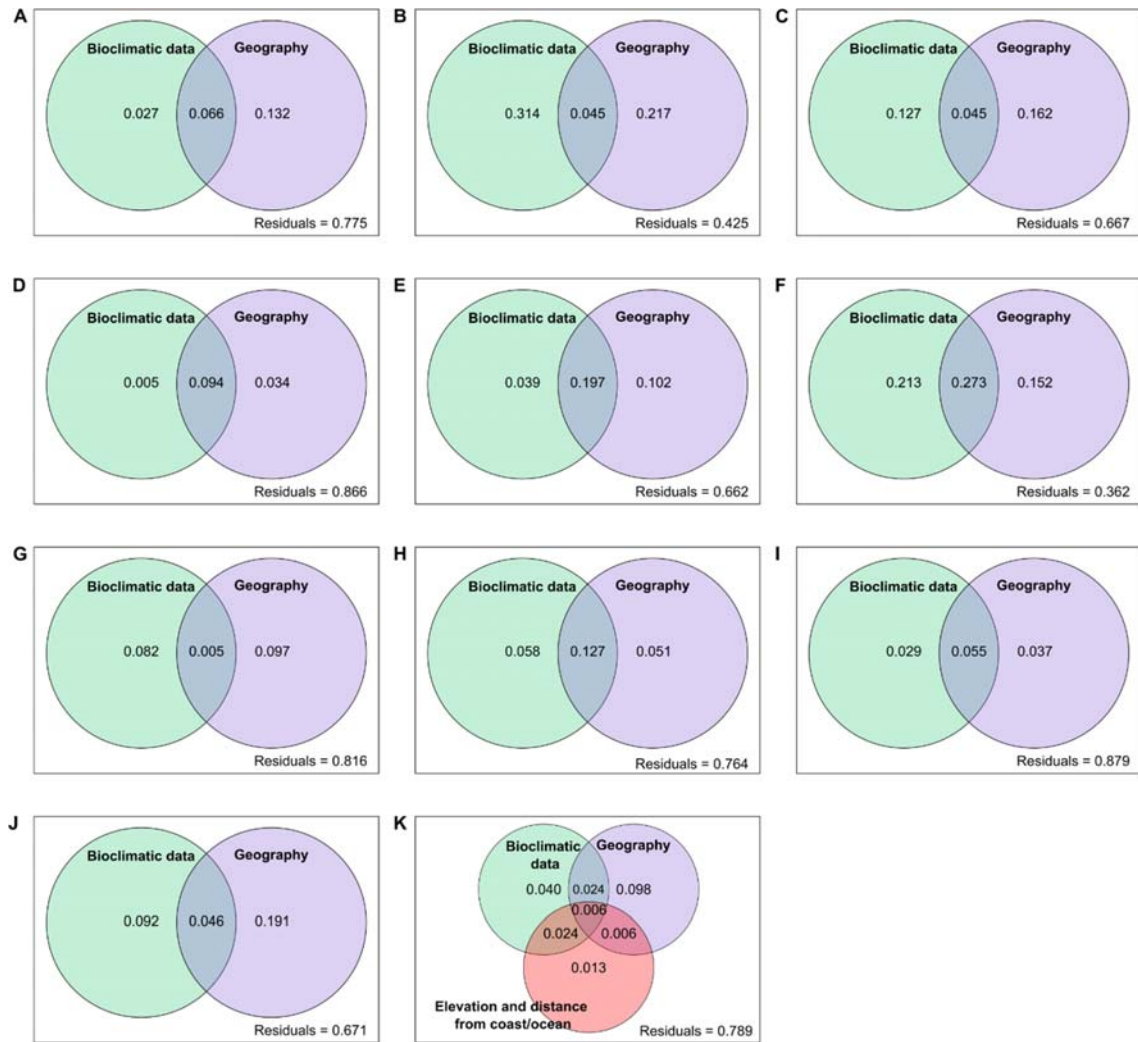 A
Bioclimatic data
Geography
0.027
0.066
0.132
Residuals = 0.775
B
Bioclimatic data
Geography
0.314
0.045
0.217
Residuals = 0.425
C
Bioclimatic data
Geography
0.127
0.045
0.162
Residuals = 0.667
D
Bioclimatic data
Geography
0.005
0.094
0.034
Residuals = 0.866
E
Bioclimatic data
Geography
0.039
0.197
0.102
Residuals = 0.662
F
Bioclimatic data
Geography
0.213
0.273
0.152
Residuals = 0.362
G
Bioclimatic data
Geography
0.082
0.005
0.097
Residuals = 0.816
H
Bioclimatic data
Geography
0.058
0.127
0.051
Residuals = 0.764
I
Bioclimatic data
Geography
0.029
0.055
0.037
Residuals = 0.879
J
Bioclimatic data
Geography
0.092
0.046
0.191
Residuals = 0.671
K
Bioclimatic
data
Geography
0.040
0.024
0.098
0.006
0.024
0.006
0.013
Elevation and distance
from coast/ocean
Residuals = 0.789